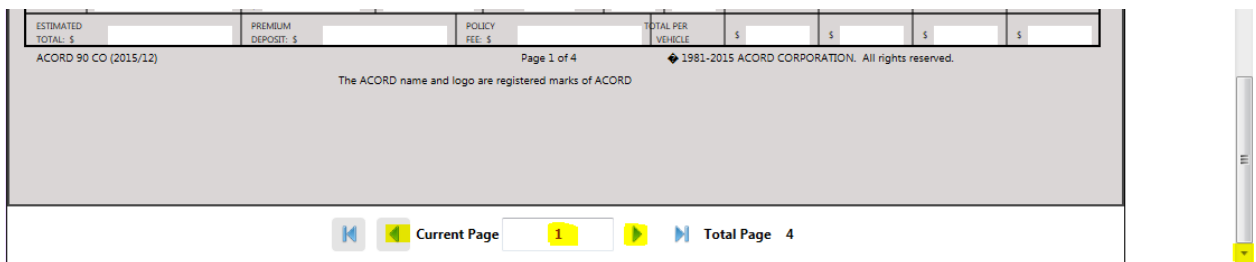 ESTIMATED PREMIUM POLICY TOTAL PER
TOTAL: $ DEPOSIT: $ FEE: $ VEHICLE $ $ $ $
ACORD 90 CO (2015/12) Page 1 of 4 � 1981-2015 ACORD CORPORATION. All rights reserved.
The ACORD name and logo are registered marks of ACORD
Current Page 1 Total Page 4